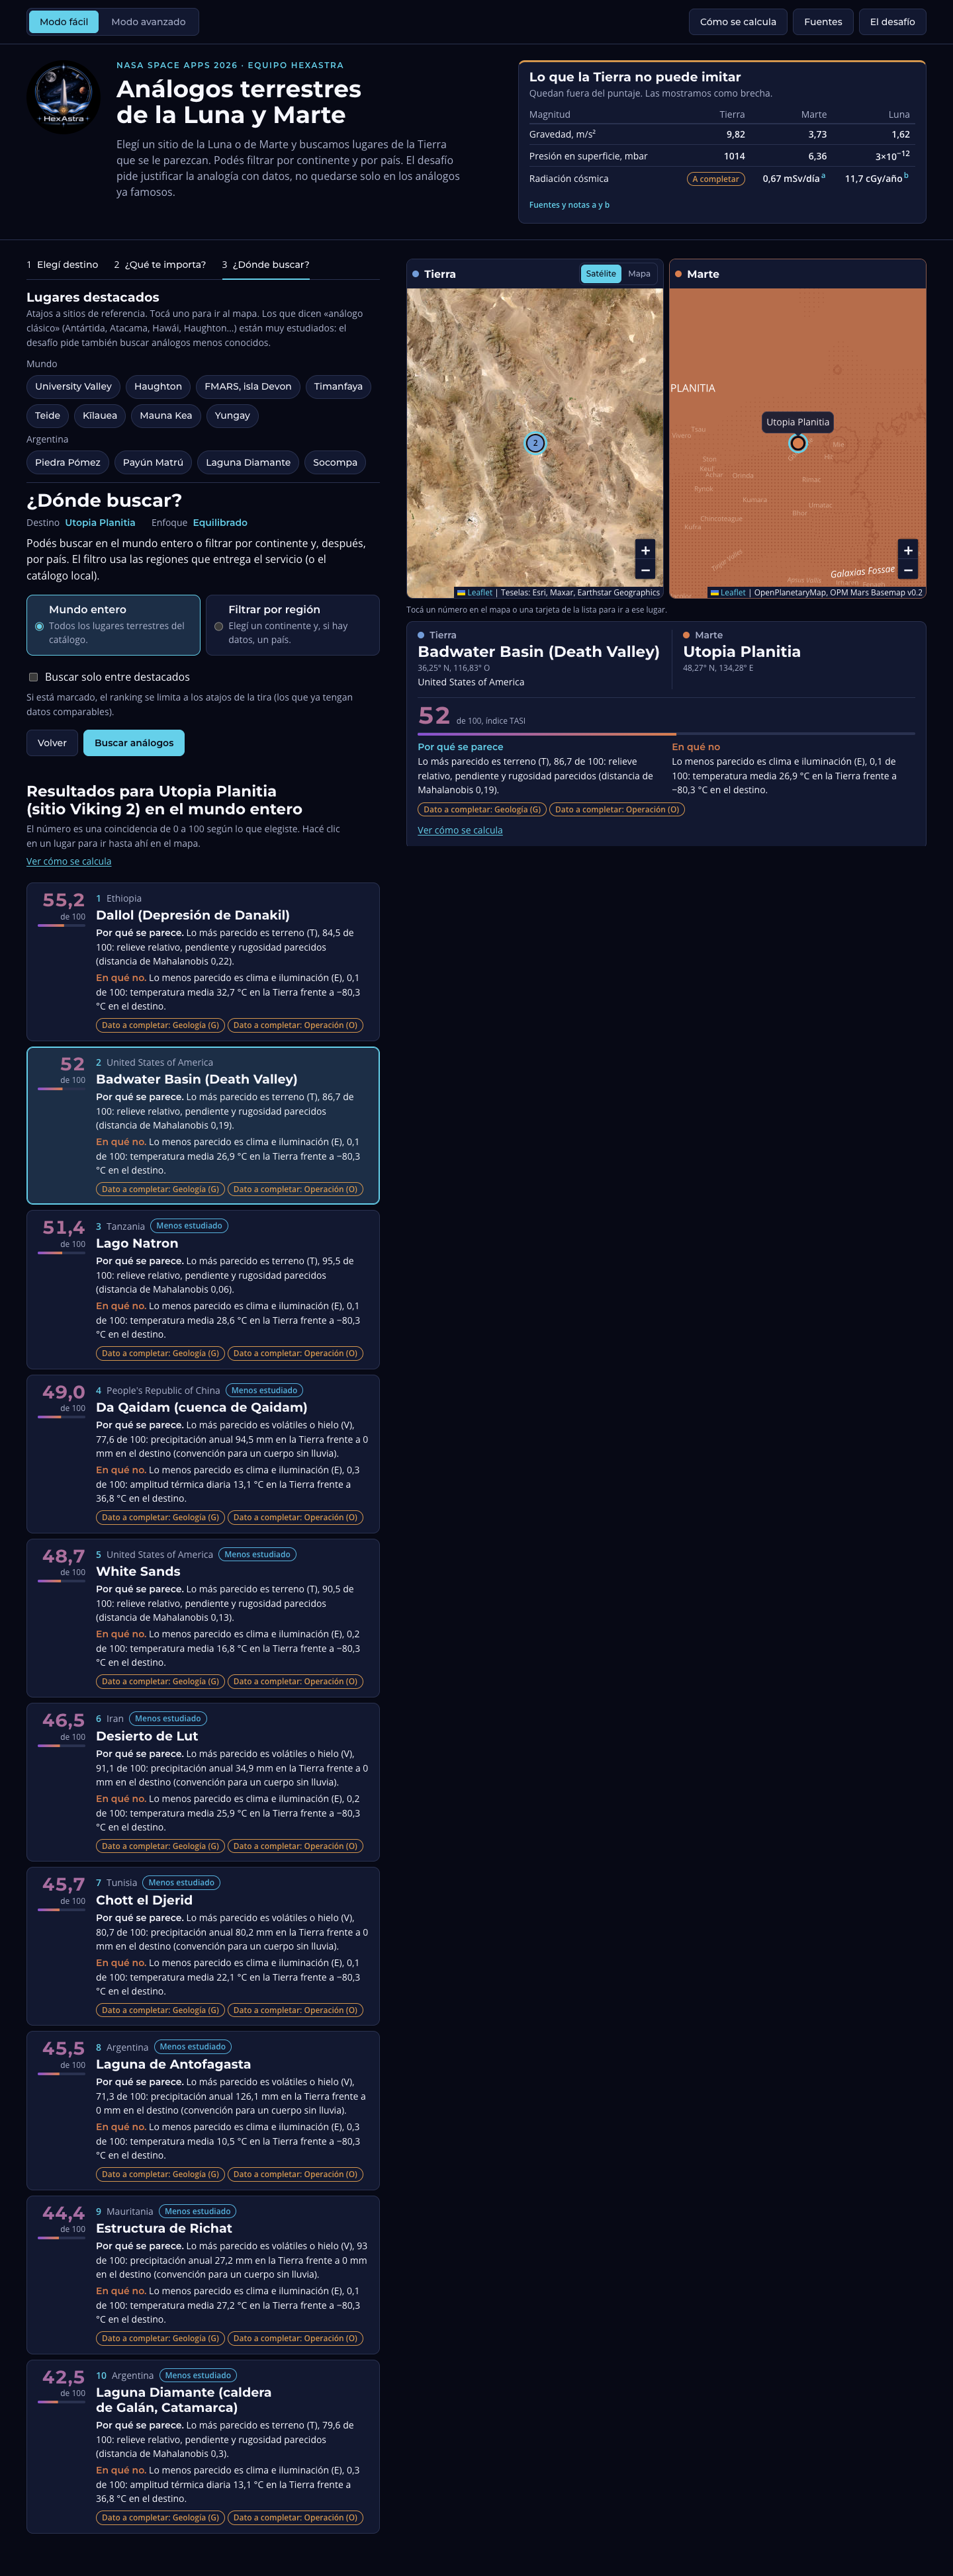 Modo fácil
Modo avanzado
Cómo se calcula
Fuentes
El desafío
HexAstra
NASA SPACE APPS 2026 · EQUIPO HEXASTRA
Análogos terrestres
de la Luna y Marte
Elegí un sitio de la Luna o de Marte y buscamos lugares de la Tierra
que se le parezcan. Podés filtrar por continente y por país. El desafío
pide justificar la analogía con datos, no quedarse solo en los análogos
ya famosos.
Lo que la Tierra no puede imitar
Quedan fuera del puntaje. Las mostramos como brecha.
Magnitud Tierra Marte Luna
Gravedad, m/s² 9,82 3,73 1,62
Presión en superficie, mbar 1014 6,36 3×10⁻¹²
Radiación cósmica A completar 0,67 mSv/día a 11,7 cGy/año b
Fuentes y notas a y b
1 Elegí destino
2 ¿Qué te importa?
3 ¿Dónde buscar?
Lugares destacados
Atajos a sitios de referencia. Tocá uno para ir al mapa. Los que dicen «análogo
clásico» (Antártida, Atacama, Hawái, Haughton…) están muy estudiados: el
desafío pide también buscar análogos menos conocidos.
Mundo
University Valley
Haughton
FMARS, isla Devon
Timanfaya
Teide
Kīlauea
Mauna Kea
Yungay
Argentina
Piedra Pómez
Payún Matrú
Laguna Diamante
Socompa
¿Dónde buscar?
Destino Utopia Planitia Enfoque Equilibrado
Podés buscar en el mundo entero o filtrar por continente y, después,
por país. El filtro usa las regiones que entrega el servicio (o el
catálogo local).
Mundo entero
Todos los lugares terrestres del
catálogo.
Filtrar por región
Elegí un continente y, si hay
datos, un país.
Buscar solo entre destacados
Si está marcado, el ranking se limita a los atajos de la tira (los que ya tengan
datos comparables).
Volver
Buscar análogos
Resultados para Utopia Planitia
(sitio Viking 2) en el mundo entero
El número es una coincidencia de 0 a 100 según lo que elegiste. Hacé clic
en un lugar para ir hasta ahí en el mapa.
Ver cómo se calcula
55,2
de 100
1 Ethiopia
Dallol (Depresión de Danakil)
Por qué se parece. Lo más parecido es terreno (T), 84,5 de
100: relieve relativo, pendiente y rugosidad parecidos
(distancia de Mahalanobis 0,22).
En qué no. Lo menos parecido es clima e iluminación (E), 0,1
de 100: temperatura media 32,7 °C en la Tierra frente a −80,3
°C en el destino.
Dato a completar: Geología (G)
Dato a completar: Operación (O)
52
de 100
2 United States of America
Badwater Basin (Death Valley)
Por qué se parece. Lo más parecido es terreno (T), 86,7 de
100: relieve relativo, pendiente y rugosidad parecidos
(distancia de Mahalanobis 0,19).
En qué no. Lo menos parecido es clima e iluminación (E), 0,1
de 100: temperatura media 26,9 °C en la Tierra frente a −80,3
°C en el destino.
Dato a completar: Geología (G)
Dato a completar: Operación (O)
51,4
de 100
3 Tanzania Menos estudiado
Lago Natron
Por qué se parece. Lo más parecido es terreno (T), 95,5 de
100: relieve relativo, pendiente y rugosidad parecidos
(distancia de Mahalanobis 0,06).
En qué no. Lo menos parecido es clima e iluminación (E), 0,1
de 100: temperatura media 28,6 °C en la Tierra frente a −80,3
°C en el destino.
Dato a completar: Geología (G)
Dato a completar: Operación (O)
49,0
de 100
4 People's Republic of China Menos estudiado
Da Qaidam (cuenca de Qaidam)
Por qué se parece. Lo más parecido es volátiles o hielo (V),
77,6 de 100: precipitación anual 94,5 mm en la Tierra frente a 0
mm en el destino (convención para un cuerpo sin lluvia).
En qué no. Lo menos parecido es clima e iluminación (E), 0,3
de 100: amplitud térmica diaria 13,1 °C en la Tierra frente a
36,8 °C en el destino.
Dato a completar: Geología (G)
Dato a completar: Operación (O)
48,7
de 100
5 United States of America Menos estudiado
White Sands
Por qué se parece. Lo más parecido es terreno (T), 90,5 de
100: relieve relativo, pendiente y rugosidad parecidos
(distancia de Mahalanobis 0,13).
En qué no. Lo menos parecido es clima e iluminación (E), 0,2
de 100: temperatura media 16,8 °C en la Tierra frente a −80,3
°C en el destino.
Dato a completar: Geología (G)
Dato a completar: Operación (O)
46,5
de 100
6 Iran Menos estudiado
Desierto de Lut
Por qué se parece. Lo más parecido es volátiles o hielo (V),
91,1 de 100: precipitación anual 34,9 mm en la Tierra frente a 0
mm en el destino (convención para un cuerpo sin lluvia).
En qué no. Lo menos parecido es clima e iluminación (E), 0,2
de 100: temperatura media 25,9 °C en la Tierra frente a −80,3
°C en el destino.
Dato a completar: Geología (G)
Dato a completar: Operación (O)
45,7
de 100
7 Tunisia Menos estudiado
Chott el Djerid
Por qué se parece. Lo más parecido es volátiles o hielo (V),
80,7 de 100: precipitación anual 80,2 mm en la Tierra frente a 0
mm en el destino (convención para un cuerpo sin lluvia).
En qué no. Lo menos parecido es clima e iluminación (E), 0,1
de 100: temperatura media 22,1 °C en la Tierra frente a −80,3
°C en el destino.
Dato a completar: Geología (G)
Dato a completar: Operación (O)
45,5
de 100
8 Argentina Menos estudiado
Laguna de Antofagasta
Por qué se parece. Lo más parecido es volátiles o hielo (V),
71,3 de 100: precipitación anual 126,1 mm en la Tierra frente a
0 mm en el destino (convención para un cuerpo sin lluvia).
En qué no. Lo menos parecido es clima e iluminación (E), 0,3
de 100: temperatura media 10,5 °C en la Tierra frente a −80,3
°C en el destino.
Dato a completar: Geología (G)
Dato a completar: Operación (O)
44,4
de 100
9 Mauritania Menos estudiado
Estructura de Richat
Por qué se parece. Lo más parecido es volátiles o hielo (V), 93
de 100: precipitación anual 27,2 mm en la Tierra frente a 0 mm
en el destino (convención para un cuerpo sin lluvia).
En qué no. Lo menos parecido es clima e iluminación (E), 0,1
de 100: temperatura media 27,2 °C en la Tierra frente a −80,3
°C en el destino.
Dato a completar: Geología (G)
Dato a completar: Operación (O)
42,5
de 100
10 Argentina Menos estudiado
Laguna Diamante (caldera
de Galán, Catamarca)
Por qué se parece. Lo más parecido es terreno (T), 79,6 de
100: relieve relativo, pendiente y rugosidad parecidos
(distancia de Mahalanobis 0,3).
En qué no. Lo menos parecido es clima e iluminación (E), 0,3
de 100: amplitud térmica diaria 13,1 °C en la Tierra frente a
36,8 °C en el destino.
Dato a completar: Geología (G)
Dato a completar: Operación (O)
Tierra
Satélite
Mapa
2
+
−
Leaflet | Teselas: Esri, Maxar, Earthstar Geographics
Marte
PLANITIA
Utopia Planitia
Kumara
Chincoteague
Kufra
Galaxias Fossae
+
−
Leaflet | OpenPlanetaryMap, OPM Mars Basemap v0.2
Tocá un número en el mapa o una tarjeta de la lista para ir a ese lugar.
Tierra
Badwater Basin (Death Valley)
36,25° N, 116,83° O
United States of America
Marte
Utopia Planitia
48,27° N, 134,28° E
52 de 100, índice TASI
Por qué se parece
Lo más parecido es terreno (T), 86,7 de 100: relieve
relativo, pendiente y rugosidad parecidos (distancia de
Mahalanobis 0,19).
En qué no
Lo menos parecido es clima e iluminación (E), 0,1 de
100: temperatura media 26,9 °C en la Tierra frente a
−80,3 °C en el destino.
Dato a completar: Geología (G)
Dato a completar: Operación (O)
Ver cómo se calcula